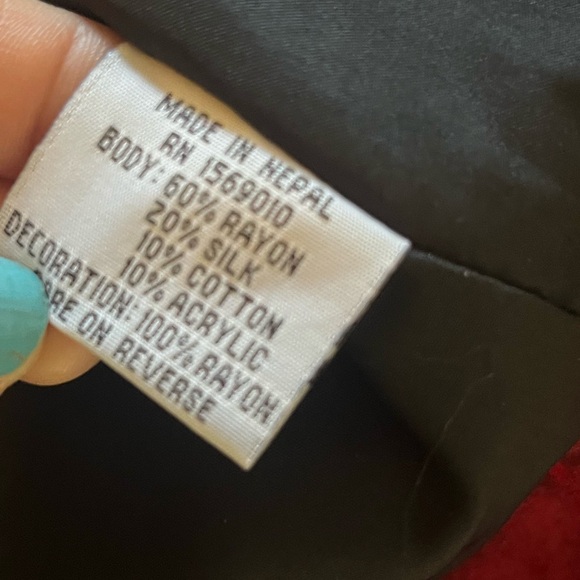 MADE IN NEPAL
RN 1569010
BODY: 60% RAYON
20% SILK
10% COTTON
10% ACRYLIC
DECORATION: 100% RAYON
ON REVERSE